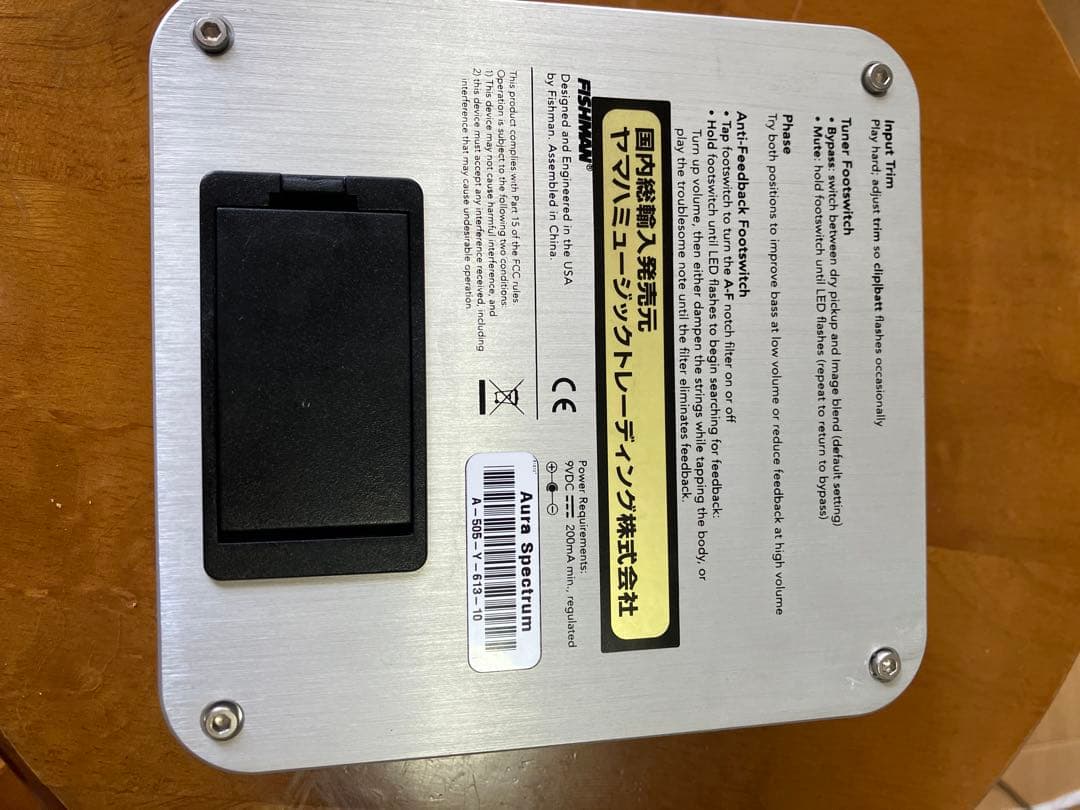 Input Trim
Play hard; adjust trim so clip|batt flashes occasionally
Tuner Footswitch
• Bypass: switch between dry pickup and Image blend (default setting)
• Mute: hold footswitch until LED flashes (repeat to return to bypass)
Phase
Try both positions to improve bass at low volume or reduce feedback at high volume
Anti-Feedback Footswitch
• Tap footswitch to turn the A-F notch filter on or off
• Hold footswitch until LED flashes to begin searching for feedback:
Turn up volume, then either dampen the strings while tapping the body, or
play the troublesome note until the filter eliminates feedback.
国内総輸入発売元
ヤマハミュージックトレーディング株式会社
FISHMAN®
Designed and Engineered in the USA
by Fishman. Assembled in China.
This product complies with Part 15 of the FCC rules.
Operation is subject to the following two conditions:
1) This device may not cause harmful interference, and
2) this device must accept any interference received, including
interference that may cause undesirable operation.
CE
Power Requirements:
9VDC 200mA min., regulated
Aura Spectrum
A-505-Y-613-10